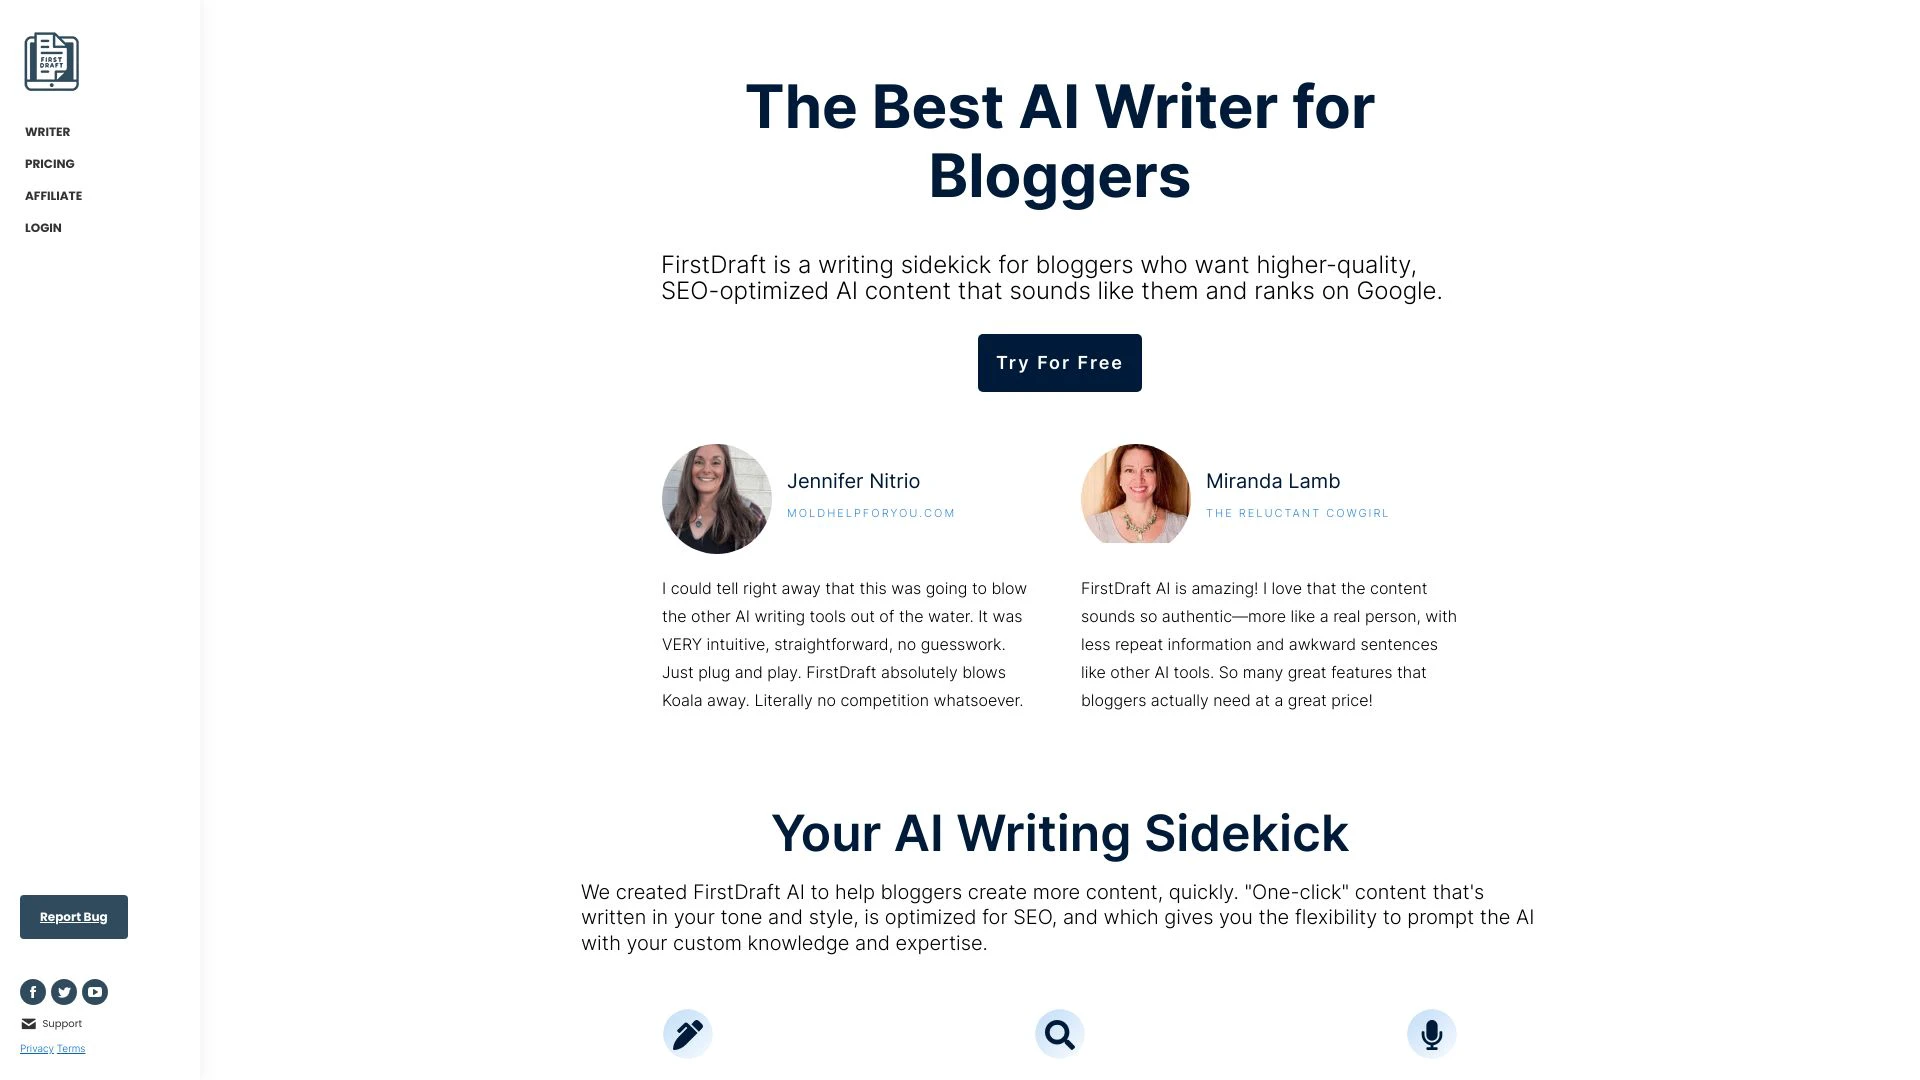 FIRST
DRAFT
WRITER
PRICING
AFFILIATE
LOGIN
Report Bug
Support
Privacy Terms
The Best AI Writer for
Bloggers
FirstDraft is a writing sidekick for bloggers who want higher-quality,
SEO-optimized AI content that sounds like them and ranks on Google.
Try For Free
Jennifer Nitrio
MOLDHELPFORYOU.COM
I could tell right away that this was going to blow
the other AI writing tools out of the water. It was
VERY intuitive, straightforward, no guesswork.
Just plug and play. FirstDraft absolutely blows
Koala away. Literally no competition whatsoever.
Miranda Lamb
THE RELUCTANT COWGIRL
FirstDraft AI is amazing! I love that the content
sounds so authentic—more like a real person, with
less repeat information and awkward sentences
like other AI tools. So many great features that
bloggers actually need at a great price!
Your AI Writing Sidekick
We created FirstDraft AI to help bloggers create more content, quickly. "One-click" content that's
written in your tone and style, is optimized for SEO, and which gives you the flexibility to prompt the AI
with your custom knowledge and expertise.